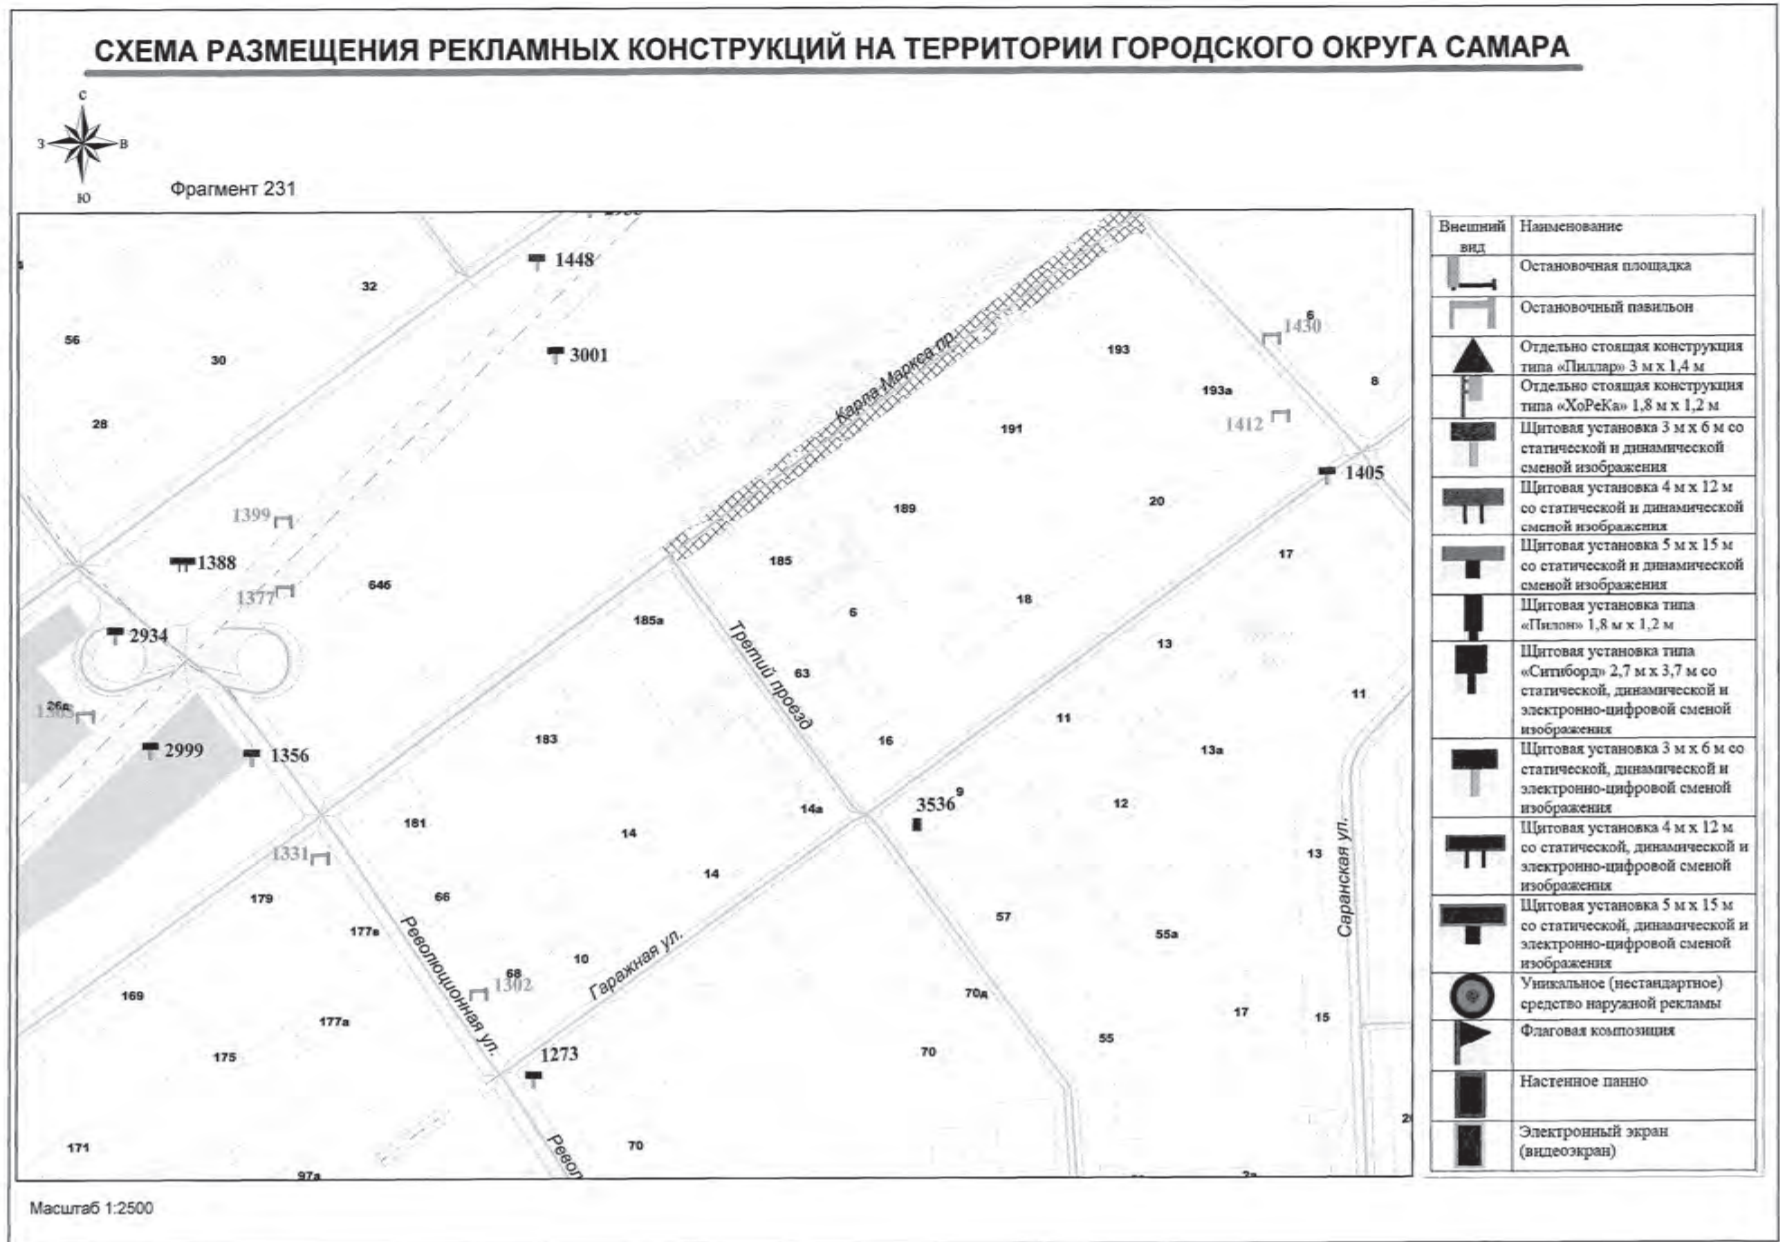 СХЕМА РАЗМЕЩЕНИЯ РЕКЛАМНЫХ КОНСТРУКЦИЙ НА ТЕРРИТОРИИ ГОРОДСКОГО ОКРУГА САМАРА
С
З
В
Ю
Фрагмент 231
1448
32
6
1430
56
30
3001
Карла Маркса пр.
193
193а
8
28
1412
191
1405
1399
189
20
1388
185
17
1377
646
6
18
185а
2934
Третий проезд
13
63
11
26а
11
183
16
13а
2999
1356
9
3536
12
14а
181
14
13
1331
14
Саранская ул.
179
66
57
177в
Революционная ул.
55а
10
68
1302
Гаражная ул.
169
70д
177а
17
15
175
55
1273
70
171
70
Револ
97а
Масштаб 1:2500
Внешний вид
Наименование
Остановочная площадка
Остановочный павильон
Отдельно стоящая конструкция
типа «Пиллар» 3 м х 1,4 м
Отдельно стоящая конструкция
типа «ХоРеКа» 1,8 м х 1,2 м
Щитовая установка 3 м х 6 м со
статической и динамической
сменой изображения
Щитовая установка 4 м х 12 м
со статической и динамической
сменой изображения
Щитовая установка 5 м х 15 м
со статической и динамической
сменой изображения
Щитовая установка типа
«Пилон» 1,8 м х 1,2 м
Щитовая установка типа
«Ситиборд» 2,7 м х 3,7 м со
статической, динамической и
электронно-цифровой сменой
изображения
Щитовая установка 3 м х 6 м со
статической, динамической и
электронно-цифровой сменой
изображения
Щитовая установка 4 м х 12 м
со статической, динамической и
электронно-цифровой сменой
изображения
Щитовая установка 5 м х 15 м
со статической, динамической и
электронно-цифровой сменой
изображения
Уникальное (нестандартное)
средство наружной рекламы
Флаговая композиция
Настенное панно
Электронный экран
(видеоэкран)